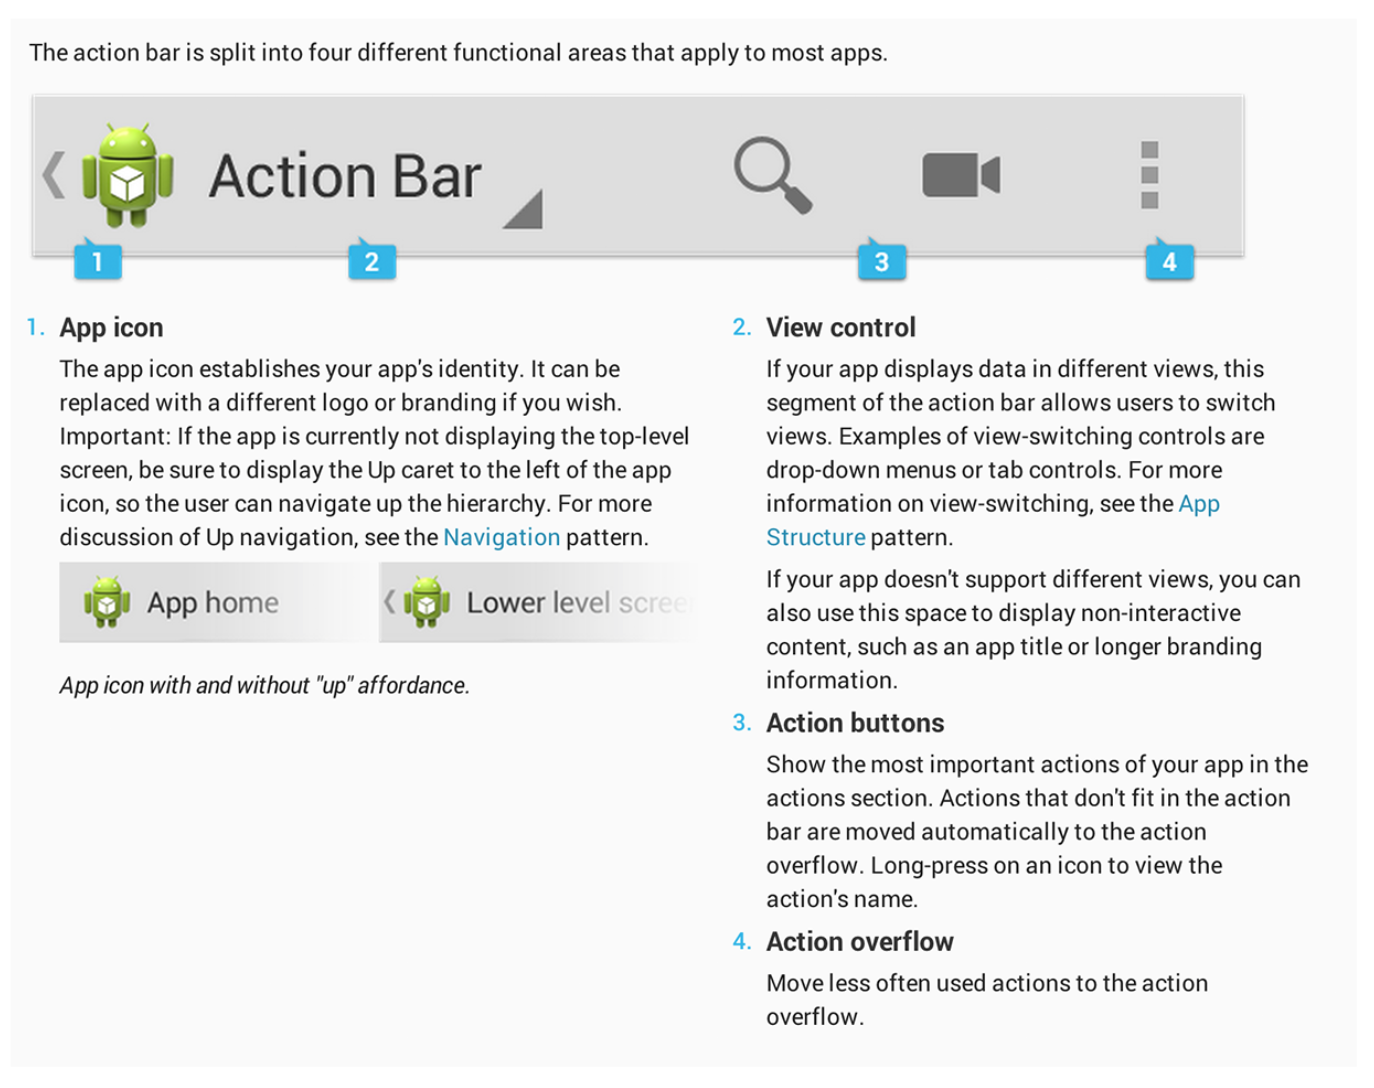 The action bar is split into four different functional areas that apply to most apps.
Action Bar
1
2
3
4
1. App icon
The app icon establishes your app's identity. It can be
replaced with a different logo or branding if you wish.
Important: If the app is currently not displaying the top-level
screen, be sure to display the Up caret to the left of the app
icon, so the user can navigate up the hierarchy. For more
discussion of Up navigation, see the Navigation pattern.
App home
Lower level scree
App icon with and without "up" affordance.
2. View control
If your app displays data in different views, this
segment of the action bar allows users to switch
views. Examples of view-switching controls are
drop-down menus or tab controls. For more
information on view-switching, see the App
Structure pattern.
If your app doesn't support different views, you can
also use this space to display non-interactive
content, such as an app title or longer branding
information.
3. Action buttons
Show the most important actions of your app in the
actions section. Actions that don't fit in the action
bar are moved automatically to the action
overflow. Long-press on an icon to view the
action's name.
4. Action overflow
Move less often used actions to the action
overflow.